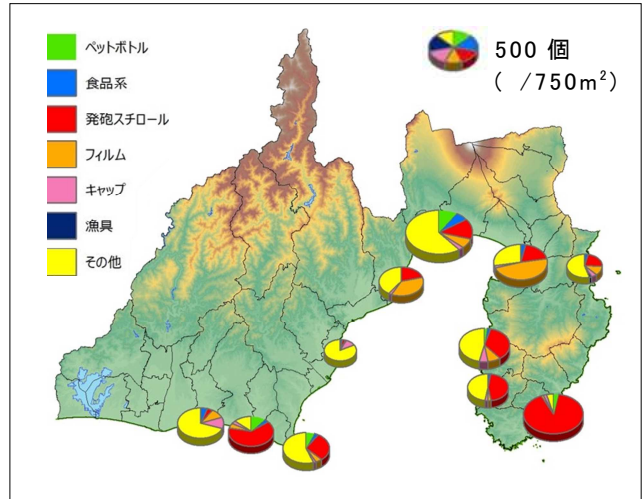 ペットボトル
食品系
発砲スチロール
フィルム
キャップ
漁具
その他
500 個
( /750m²)